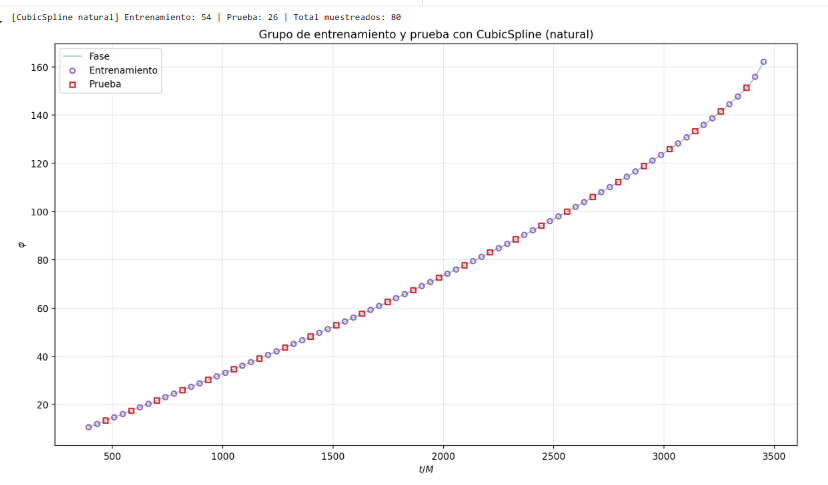 [CubicSpline natural] Entrenamiento: 54 | Prueba: 26 | Total muestreados: 80
Grupo de entrenamiento y prueba con CubicSpline (natural)
Fase
Entrenamiento
Prueba
160
140
120
100
80
60
40
20
φ
500 1000 1500 2000 2500 3000 3500
t/M